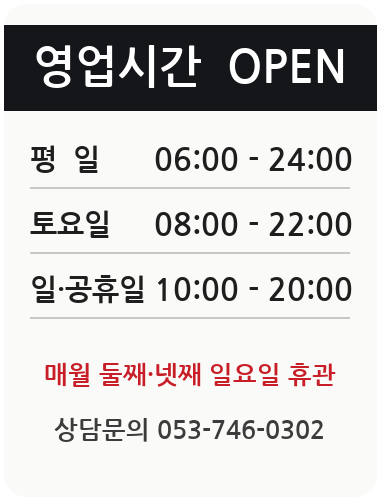 영업시간 OPEN
평 일 06:00 - 24:00
토요일 08:00 - 22:00
일·공휴일 10:00 - 20:00
매월 둘째·넷째 일요일 휴관
상담문의 053-746-0302